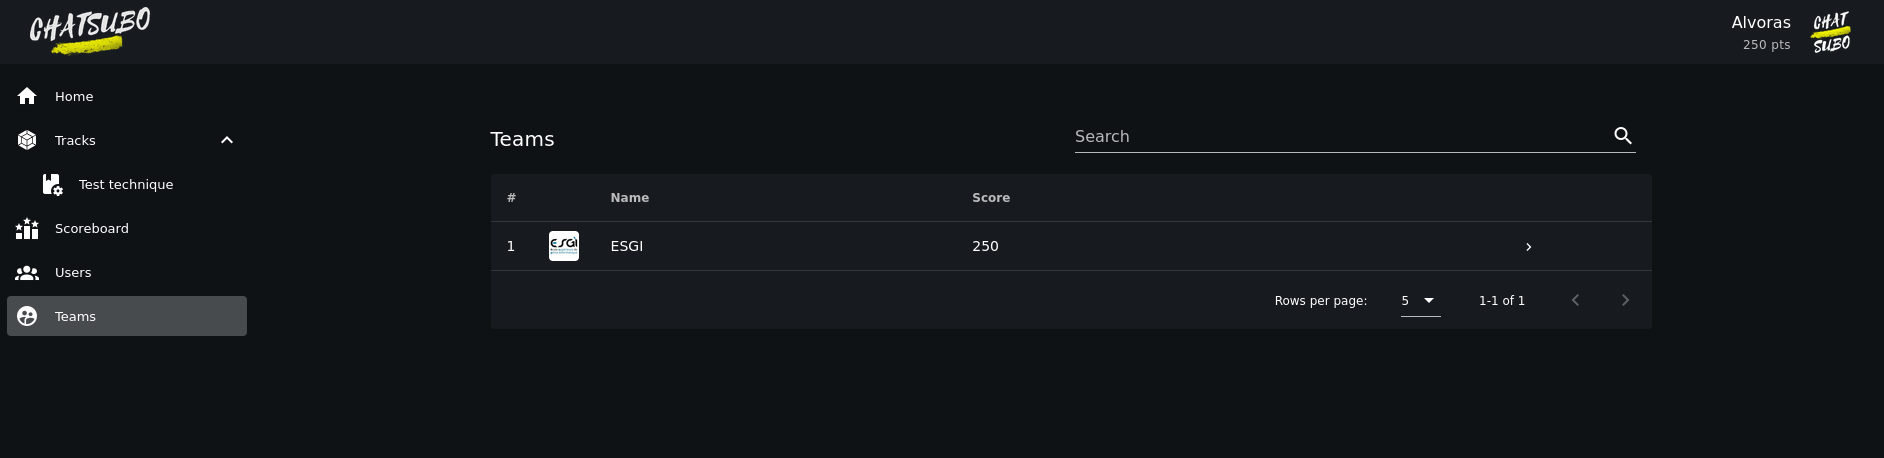 CHATSUBO
Alvoras
250 pts
CHAT
SUBO
Home
Tracks
Test technique
Scoreboard
Users
Teams
Teams
Search
# Name Score
1 ESGI ESGI 250
Rows per page: 5 1-1 of 1